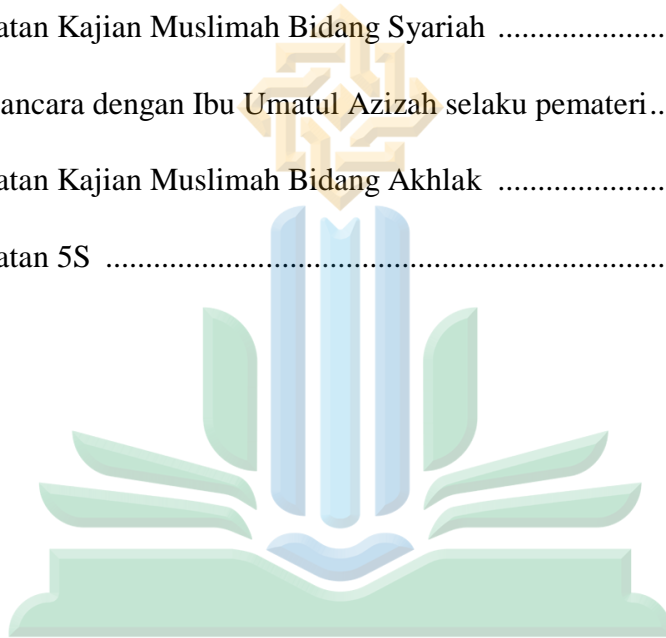 atan Kajian Muslimah Bidang Syariah .....................
ancara dengan Ibu Umatul Azizah selaku pemateri ..
atan Kajian Muslimah Bidang Akhlak .....................
atan 5S ......................................................................